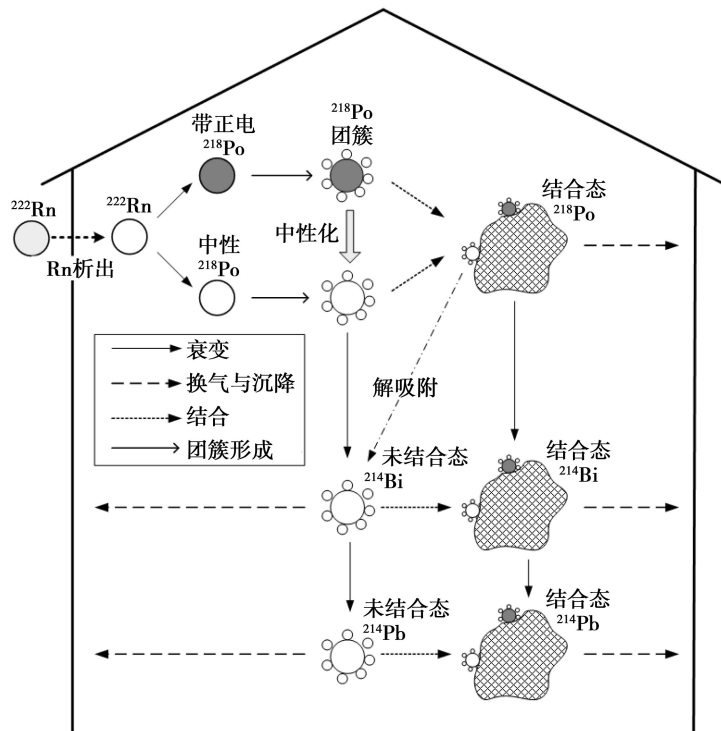 带正电
²¹⁸Po
²¹⁸Po
团簇
²²²Rn
²²²Rn
Rn析出
中性
²¹⁸Po
中性化
结合态
²¹⁸Po
衰变
换气与沉降
结合
团簇形成
解吸附
未结合态
²¹⁴Bi
结合态
²¹⁴Bi
未结合态
²¹⁴Pb
结合态
²¹⁴Pb